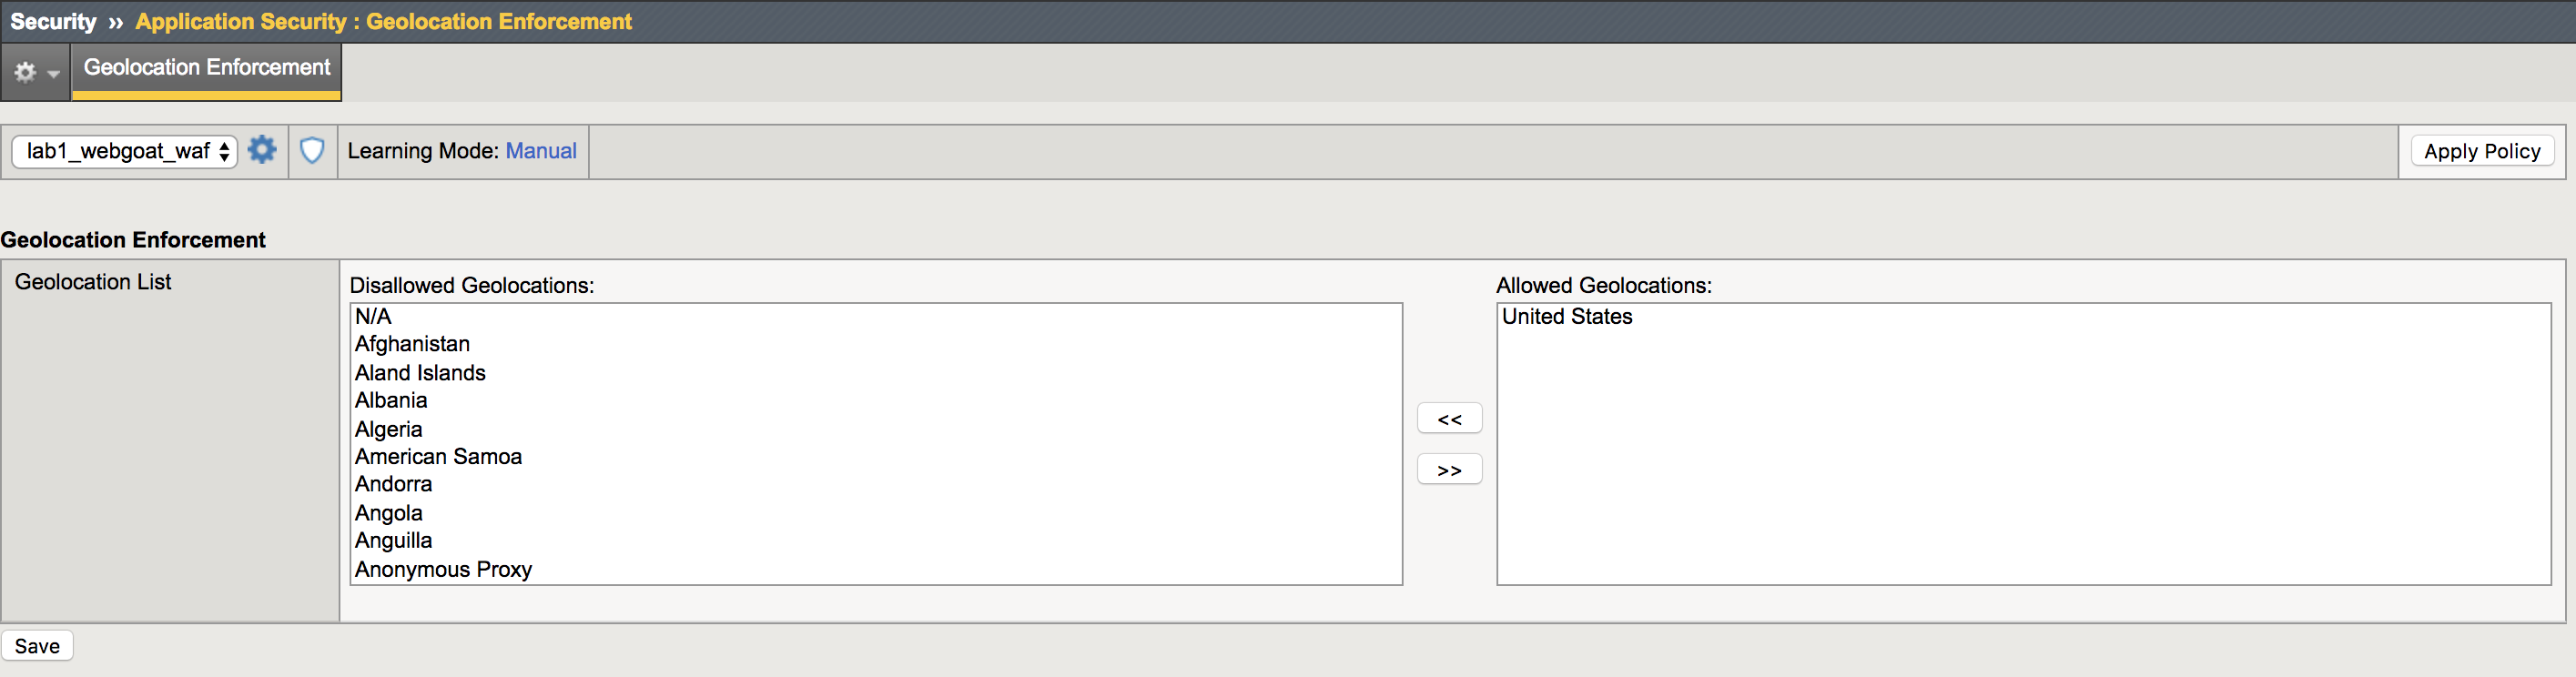 Security ›› Application Security : Geolocation Enforcement
Geolocation Enforcement
lab1_webgoat_waf Learning Mode: Manual Apply Policy
Geolocation Enforcement
Geolocation List
Disallowed Geolocations:
N/A
Afghanistan
Aland Islands
Albania
Algeria
American Samoa
Andorra
Angola
Anguilla
Anonymous Proxy
<<
>>
Allowed Geolocations:
United States
Save